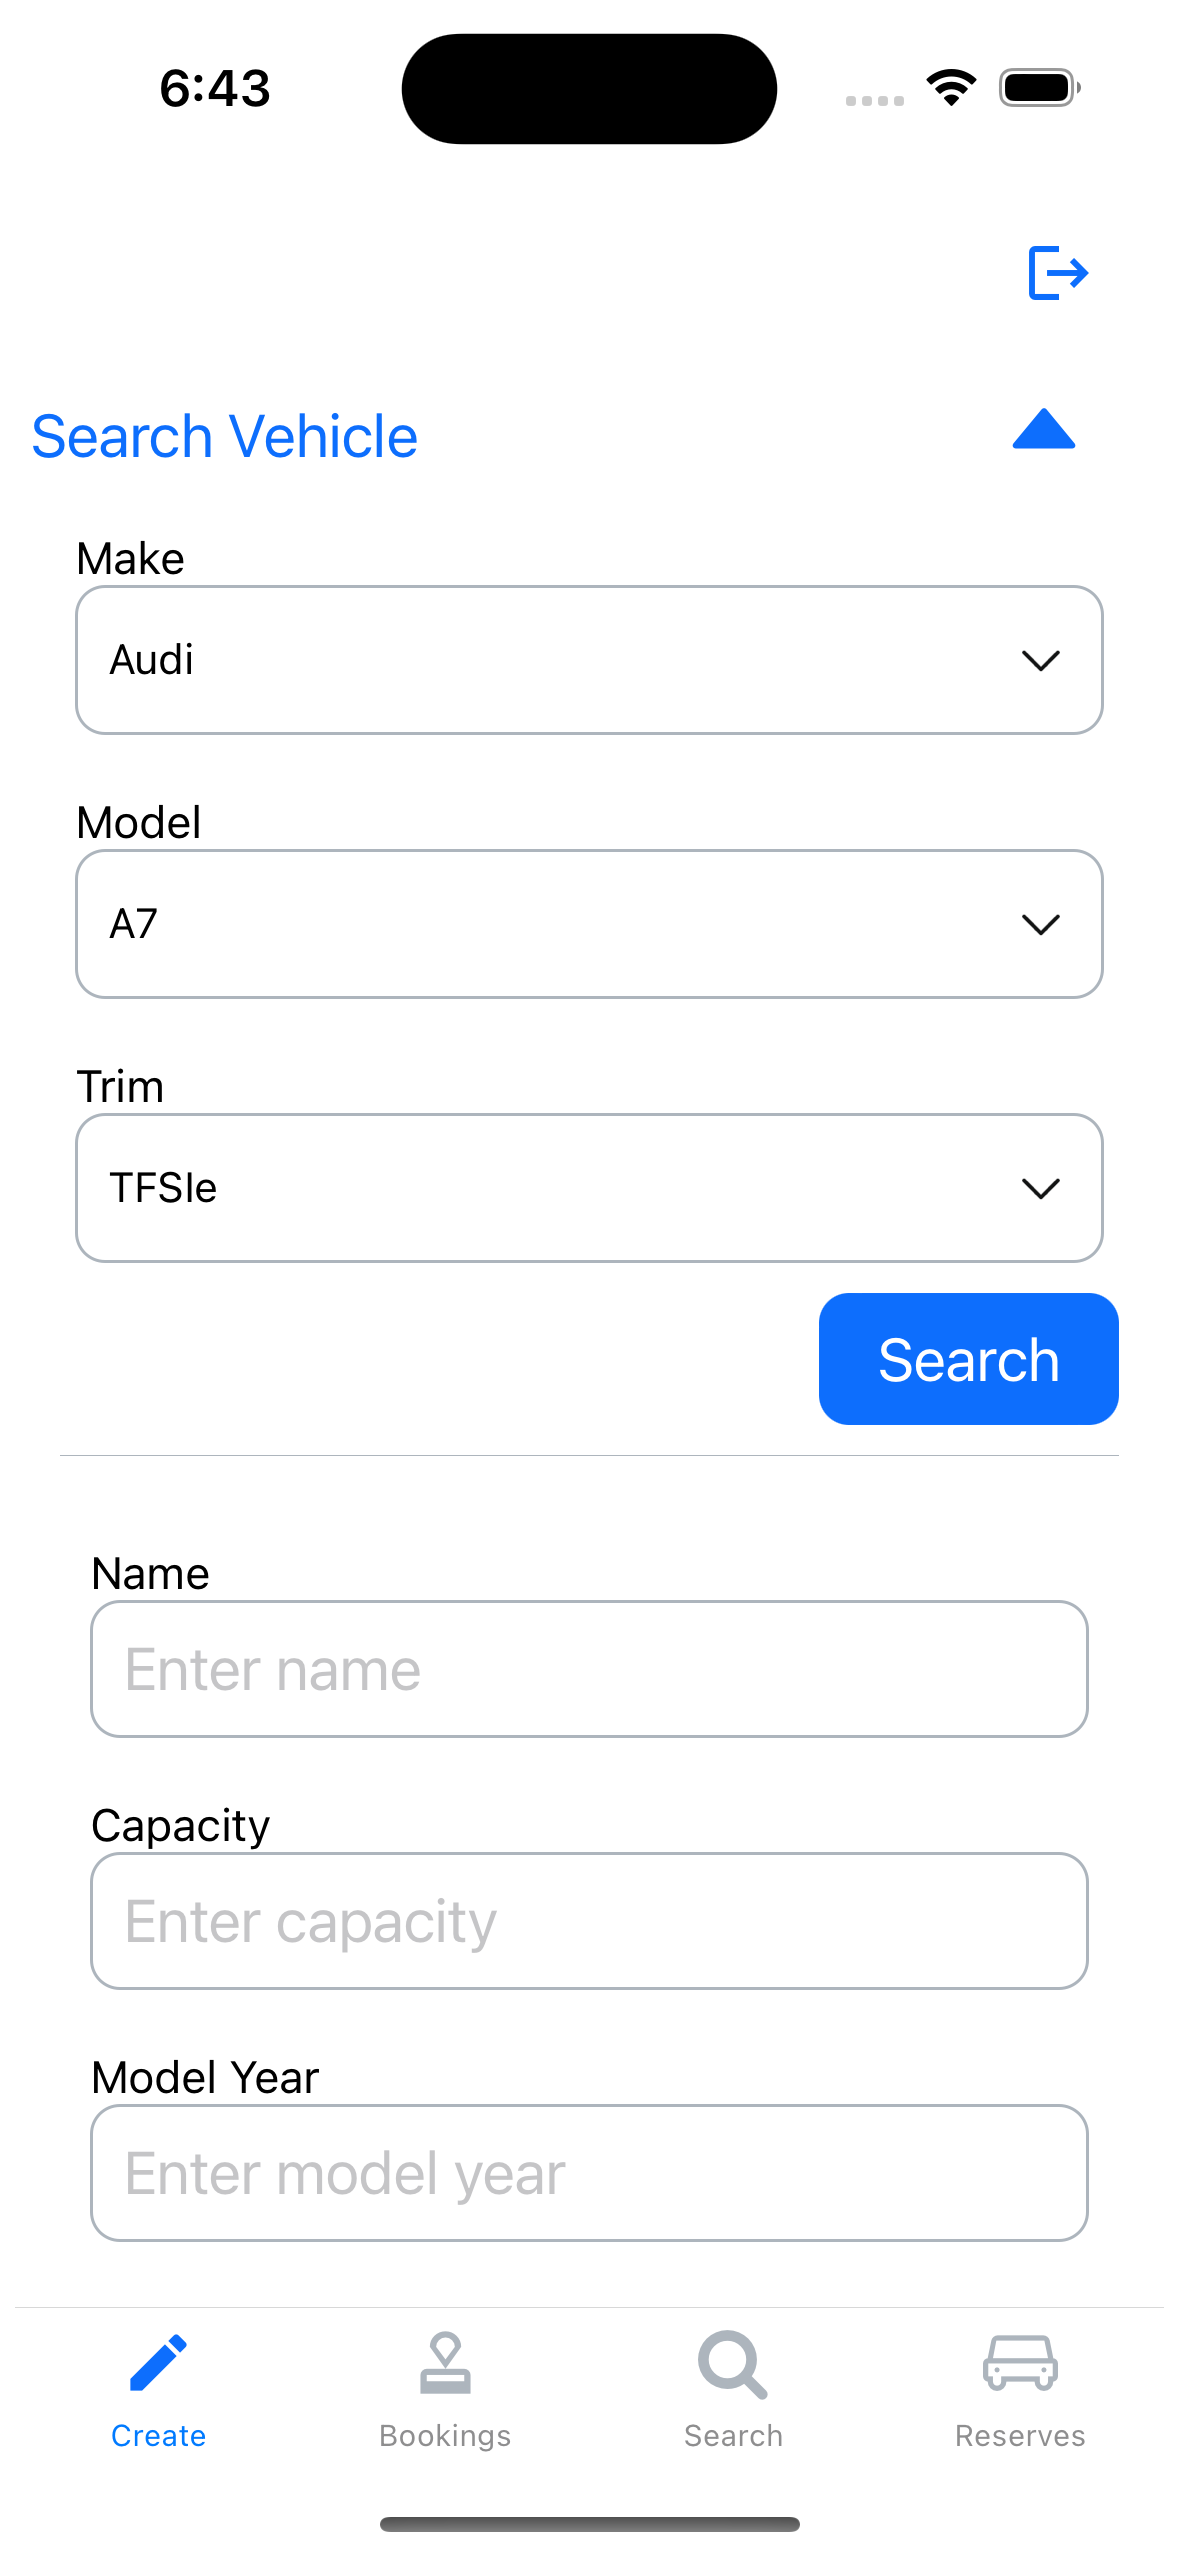 6:43
Search Vehicle
Make
Audi
Model
A7
Trim
TFSIe
Search
Name
Enter name
Capacity
Enter capacity
Model Year
Enter model year
Create
Bookings
Search
Reserves